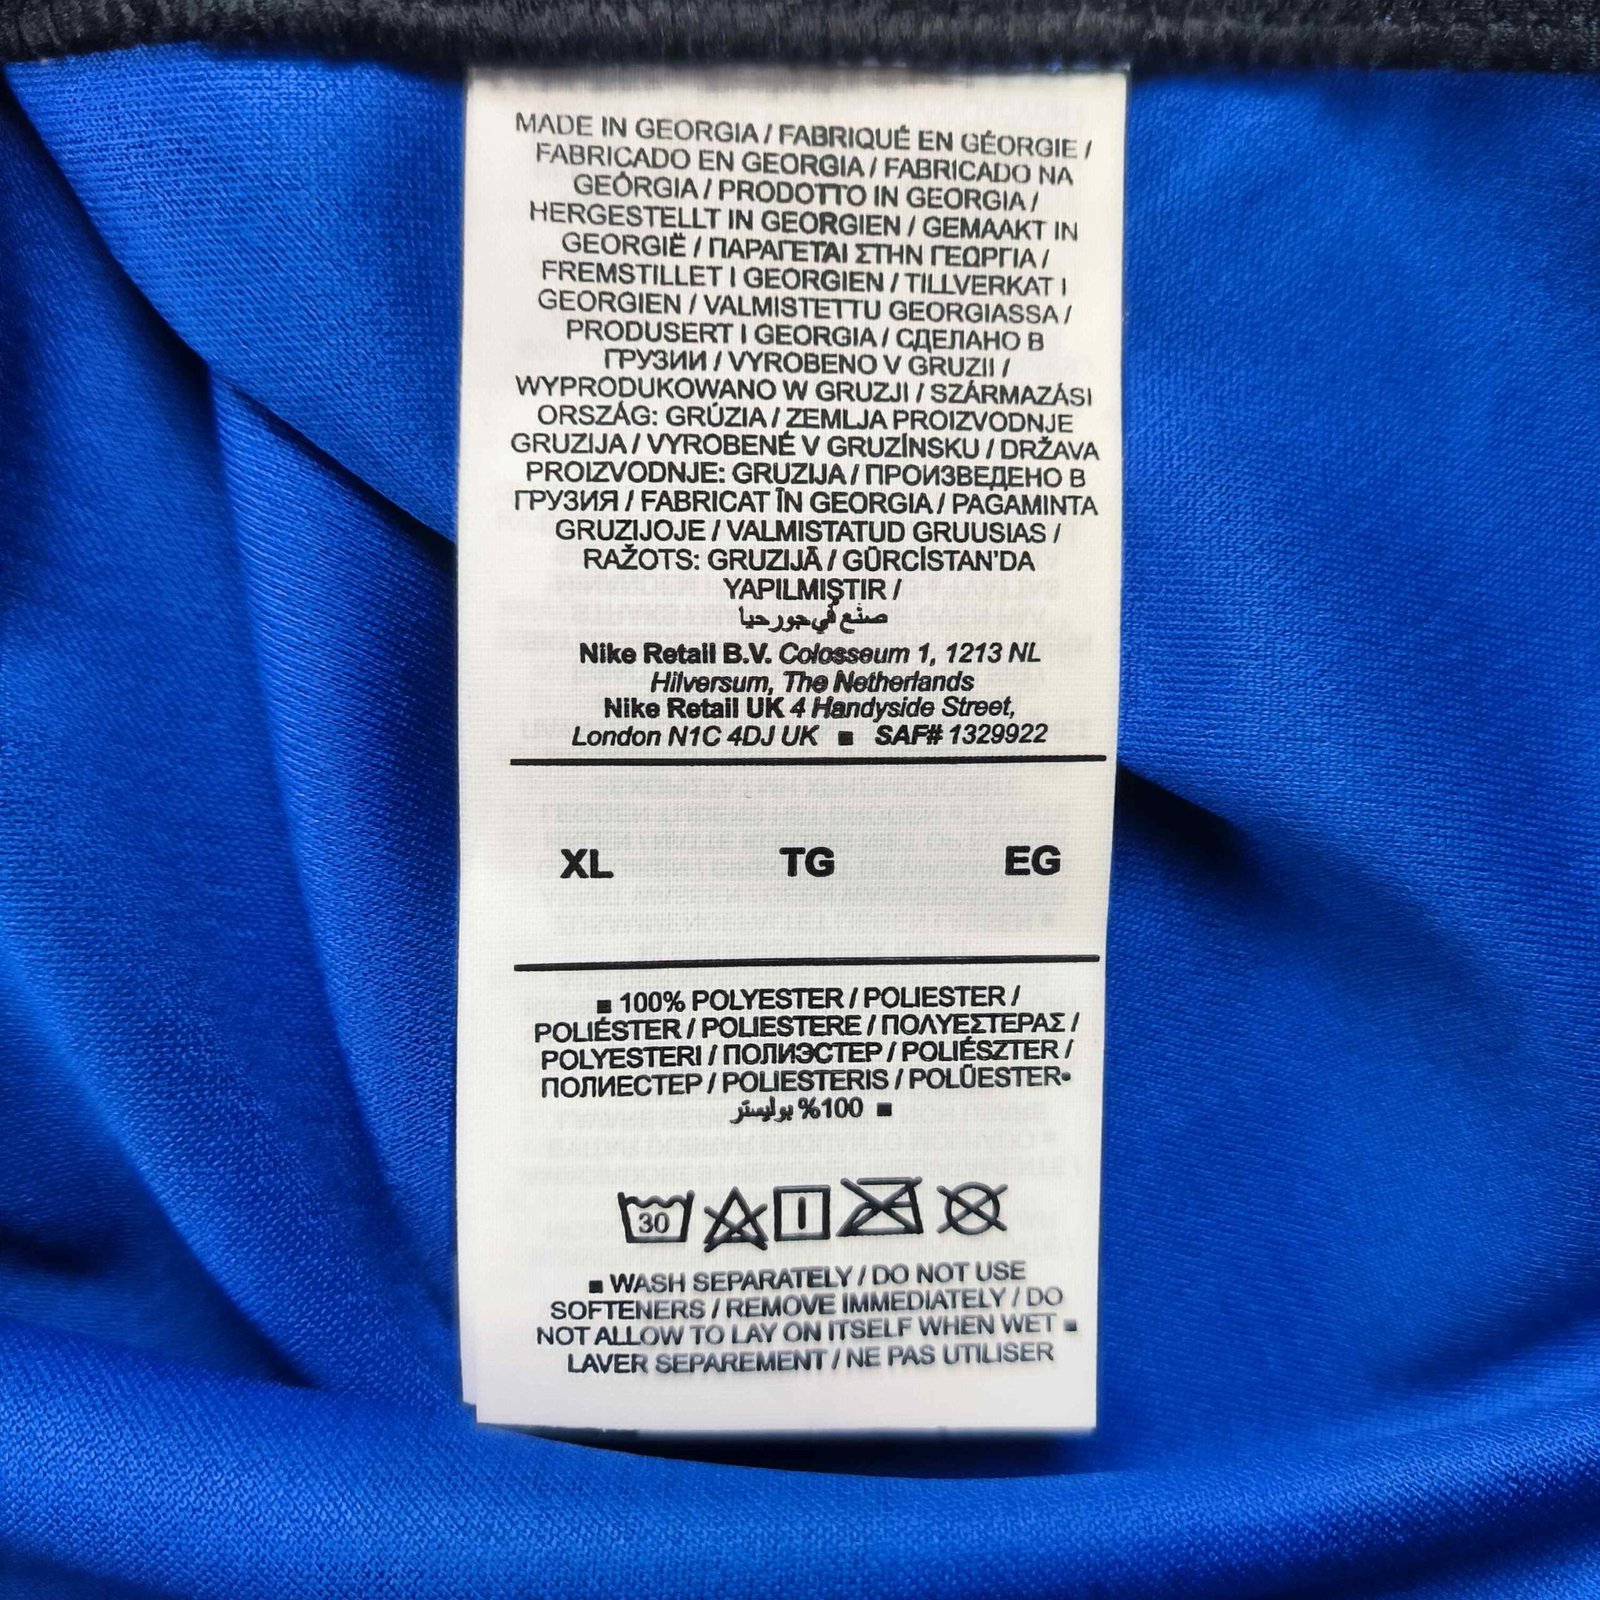 MADE IN GEORGIA / FABRIQUÉ EN GÉORGIE /
FABRICADO EN GEORGIA / FABRICADO NA
GEÓRGIA / PRODOTTO IN GEORGIA /
HERGESTELLT IN GEORGIEN / GEMAAKT IN
GEORGIË / ΠΑΡΑΓΕΤΑΙ ΣΤΗΝ ΓΕΩΡΓΙΑ /
FREMSTILLET I GEORGIEN / TILLVERKAT I
GEORGIEN / VALMISTETTU GEORGIASSA /
PRODUSERT I GEORGIA / СДЕЛАНО В
ГРУЗИИ / VYROBENO V GRUZII /
WYPRODUKOWANO W GRUZJI / SZÁRMAZÁSI
ORSZÁG: GRÚZIA / ZEMLJA PROIZVODNJE
GRUZIJA / VYROBENÉ V GRUZÍNSKU / DRŽAVA
PROIZVODNJE: GRUZIJA / ПРОИЗВЕДЕНО В
ГРУЗИЯ / FABRICAT ÎN GEORGIA / PAGAMINTA
GRUZIJOJE / VALMISTATUD GRUUSIAS /
RAŽOTS: GRUZIJĀ / GÜRCİSTAN'DA
YAPILMIŞTIR /
صنع في جورجيا
Nike Retail B.V. Colosseum 1, 1213 NL
Hilversum, The Netherlands
Nike Retail UK 4 Handyside Street,
London N1C 4DJ UK ■ SAF# 1329922
XL TG EG
■ 100% POLYESTER / POLIESTER /
POLIÉSTER / POLIESTERE / ΠΟΛΥΕΣΤΕΡΑΣ /
POLYESTERI / ПОЛИЭСТЕР / POLIÉSZTER /
ПОЛИЕСТЕР / POLIESTERIS / POLÜESTER▪
■ 100% بوليستر
30
■ WASH SEPARATELY / DO NOT USE
SOFTENERS / REMOVE IMMEDIATELY / DO
NOT ALLOW TO LAY ON ITSELF WHEN WET ■
LAVER SEPAREMENT / NE PAS UTILISER